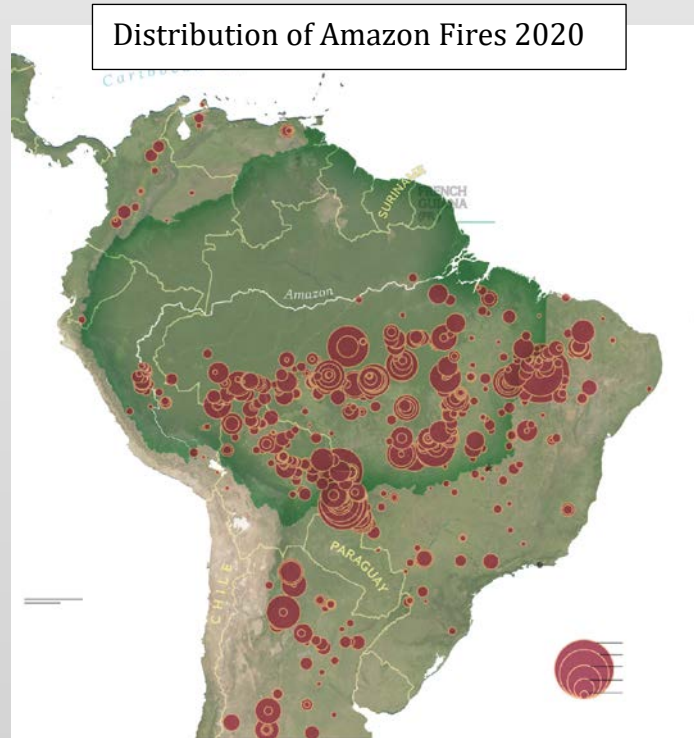 Distribution of Amazon Fires 2020
SURINAME
FRENCH
GUIANA
Amazon
PARAGUAY
CHILE